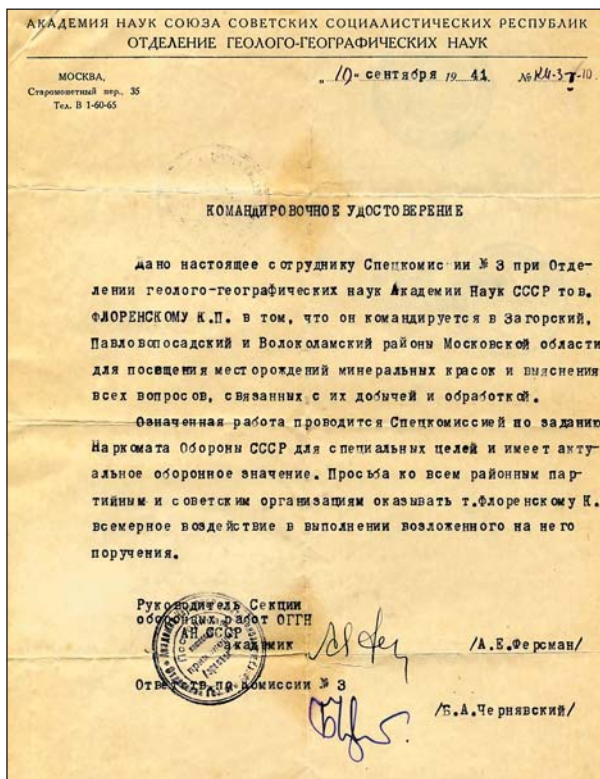 АКАДЕМИЯ НАУК СОЮЗА СОВЕТСКИХ СОЦИАЛИСТИЧЕСКИХ РЕСПУБЛИК
ОТДЕЛЕНИЕ ГЕОЛОГО-ГЕОГРАФИЧЕСКИХ НАУК
МОСКВА,
Старомонетный пер., 35
Тел. В 1-60-65
„10" сентября 1941 №
КОМАНДИРОВОЧНОЕ УДОСТОВЕРЕНИЕ
Дано настоящее сотруднику Спецкомиссии № 3 при Отде-
лении геолого-географических наук Академии Наук СССР тов.
ФЛОРЕНСКОМУ К.П. в том, что он командируется в Загорский,
Павловопосадский и Волоколамский районы Московской области
для посещения месторождений минеральных красок и выяснения
всех вопросов, связанных с их добычей и обработкой.
Означенная работа проводится Спецкомиссией по заданию
Наркомата Обороны СССР для специальных целей и имеет акту-
альное оборонное значение. Просьба ко всем районным пар-
тийным и советским организациям оказывать т.Флоренскому К.
всемерное воздействие в выполнении возложенного на него
поручения.
Руководитель Секции
оборонных работ ОГГН
АН СССР
академик /А.Е.Ферсман/
Ответств.по Комиссии № 3
/Б.А.Чернявский/